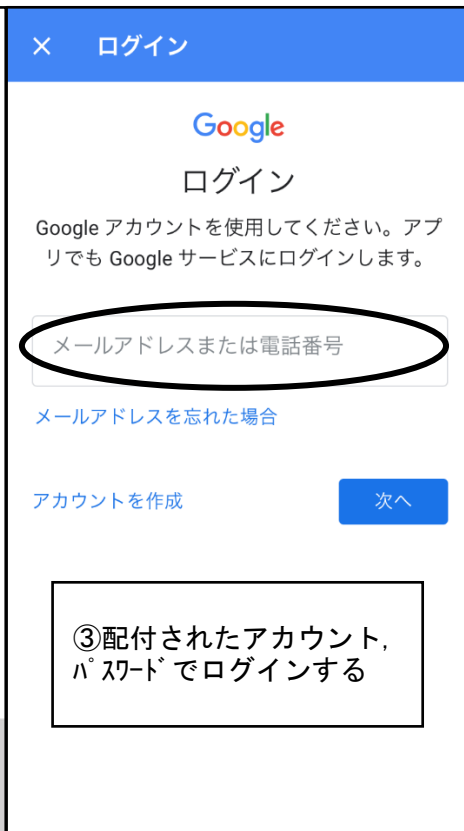 × ログイン
Google
ログイン
Google アカウントを使用してください。アプ
リでも Google サービスにログインします。
メールアドレスまたは電話番号
メールアドレスを忘れた場合
アカウントを作成 次へ
③配付されたアカウント,
ﾊﾟｽﾜｰﾄﾞでログインする